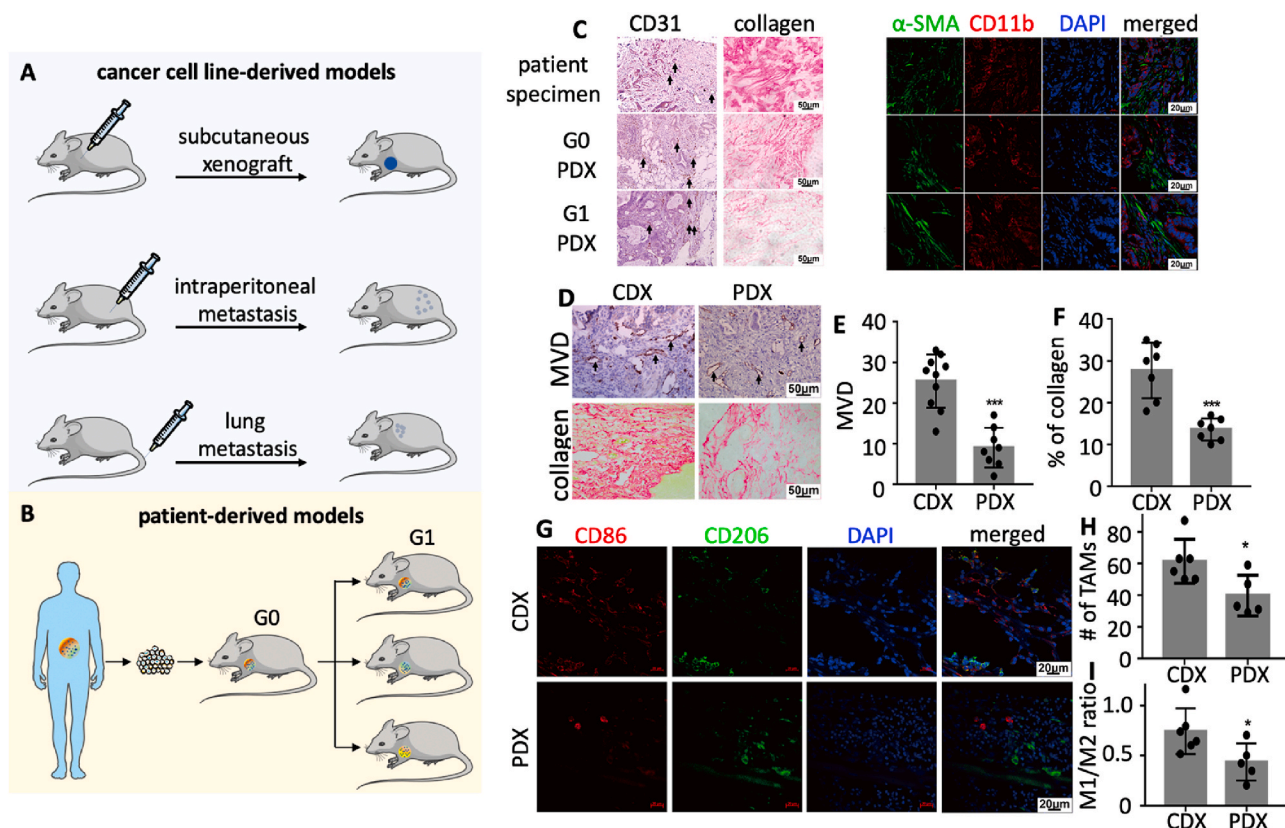 A
cancer cell line-derived models
subcutaneous
xenograft
intraperitoneal
metastasis
lung
metastasis
B
patient-derived models
G1
G0
C
CD31
collagen
α-SMA
CD11b
DAPI
merged
patient
specimen
G0
PDX
G1
PDX
50µm
50µm
50µm
20µm
20µm
20µm
D
CDX
PDX
MVD
collagen
50µm
50µm
E
MVD
40
30
20
10
0
***
CDX
PDX
F
% of collagen
40
30
20
10
0
***
CDX
PDX
G
CD86
CD206
DAPI
merged
CDX
PDX
20µm
20µm
H
# of TAMs
80
60
40
20
0
*
CDX
PDX
I
M1/M2 ratio
1.0
0.5
0
*
CDX
PDX